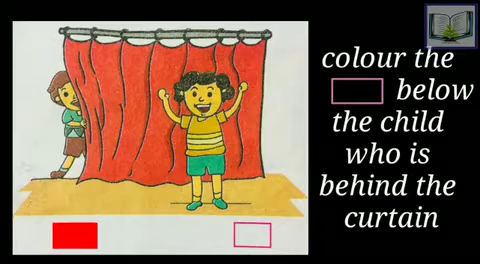 colour the
below
the child
who is
behind the
curtain